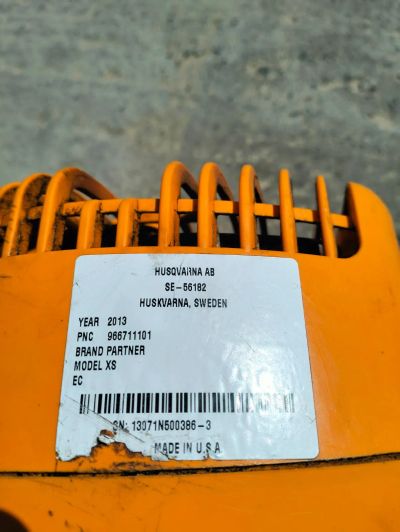 HUSQVARNA AB
SE-56182
HUSKVARNA, SWEDEN
YEAR 2013
PNC 966711101
BRAND PARTNER
MODEL XS
EC
SN: 13071N500386-3
MADE IN U.S.A.